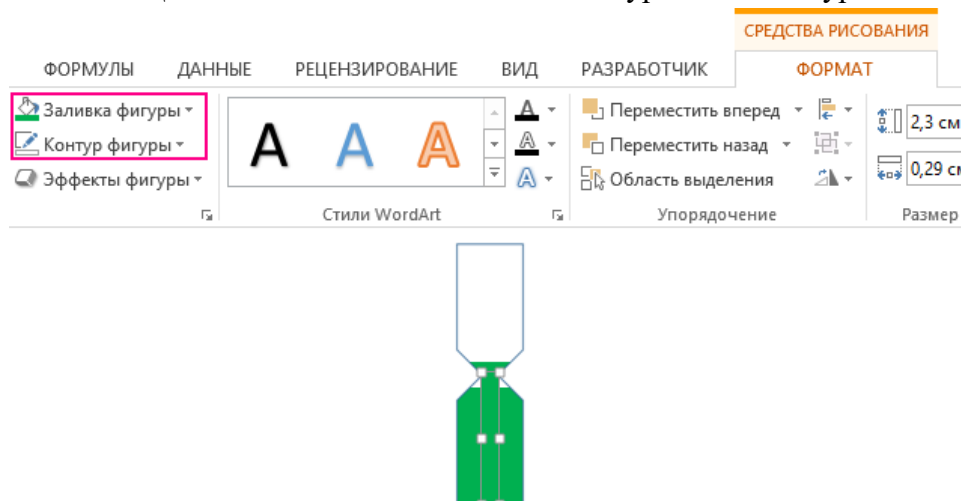 СРЕДСТВА РИСОВАНИЯ
ФОРМУЛЫ ДАННЫЕ РЕЦЕНЗИРОВАНИЕ ВИД РАЗРАБОТЧИК ФОРМАТ
Заливка фигуры
Контур фигуры
Эффекты фигуры
A A A
A
A
A
Стили WordArt
Переместить вперед
Переместить назад
Область выделения
Упорядочение
2,3 см
0,29 см
Размер